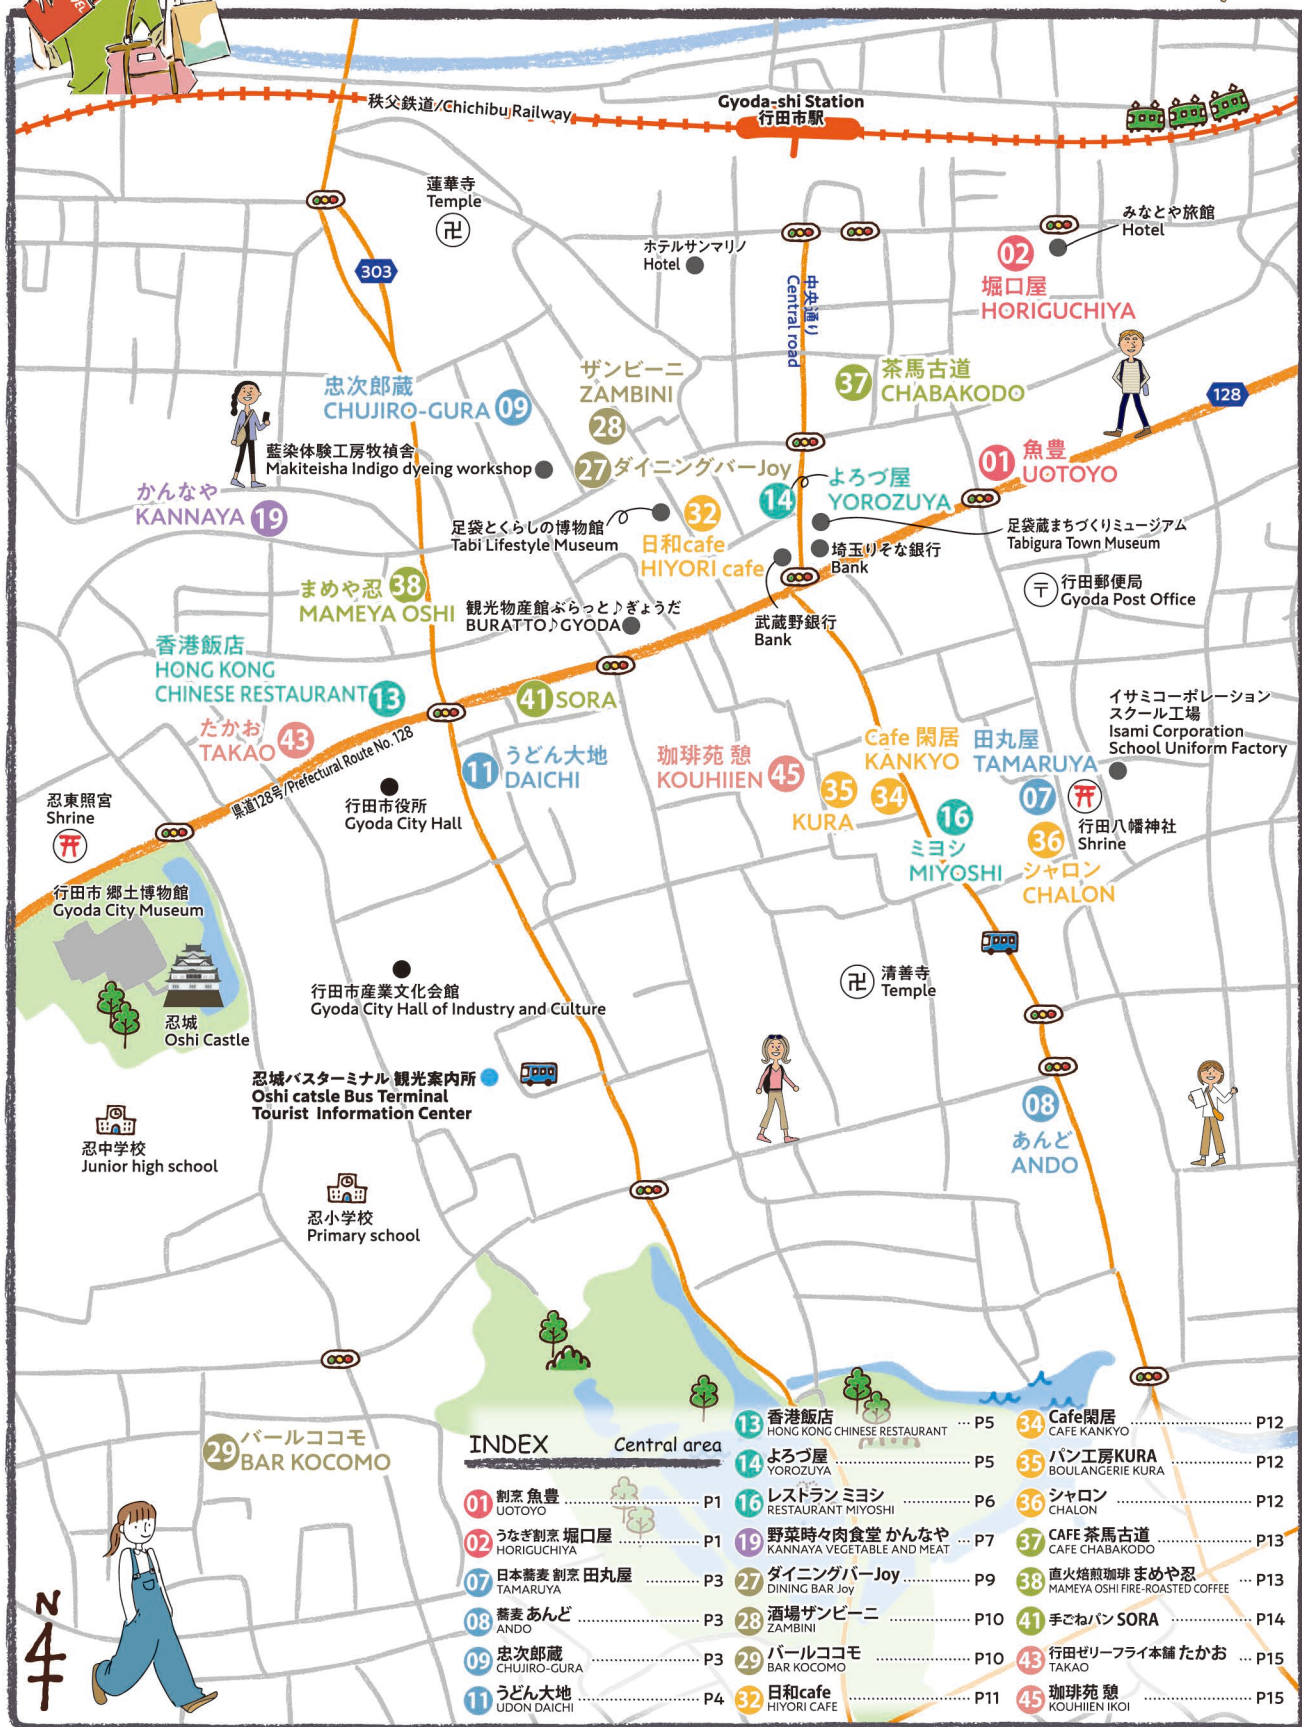 秩父鉄道/Chichibu Railway
Gyoda-shi Station
行田市駅
蓮華寺
Temple
卍
みなとや旅館
Hotel
ホテルサンマリノ
Hotel
02
堀口屋
HORIGUCHIYA
303
中央通り
Central road
ザンビーニ
ZAMBINI
28
37
茶馬古道
CHABAKODO
忠次郎蔵
CHUJIRO-GURA 09
128
藍染体験工房牧禎舎
Makiteisha Indigo dyeing workshop
27 ダイニングバーJoy
01
魚豊
UOTOYO
かんなや
KANNAYA 19
14
よろづ屋
YOROZUYA
足袋とくらしの博物館
Tabi Lifestyle Museum
32
日和cafe
HIYORI cafe
足袋蔵まちづくりミュージアム
Tabigura Town Museum
埼玉りそな銀行
Bank
まめや忍 38
MAMEYA OSHI
〒
行田郵便局
Gyoda Post Office
観光物産館ぶらっと♪ぎょうだ
BURATTO♪GYODA
武蔵野銀行
Bank
香港飯店
HONG KONG
CHINESE RESTAURANT 13
41 SORA
イサミコーポレーション
スクール工場
Isami Corporation
School Uniform Factory
たかお
TAKAO 43
県道128号/Prefectural Route No. 128
11
うどん大地
DAICHI
珈琲苑 憩
KOUHIIEN 45
Cafe 閑居
KANKYO
田丸屋
TAMARUYA
35
KURA
34
07
行田八幡神社
Shrine
忍東照宮
Shrine
行田市役所
Gyoda City Hall
16
ミヨシ
MIYOSHI
36
シャロン
CHALON
行田市 郷土博物館
Gyoda City Museum
行田市産業文化会館
Gyoda City Hall of Industry and Culture
卍
清善寺
Temple
忍城
Oshi Castle
忍城バスターミナル 観光案内所
Oshi catsle Bus Terminal
Tourist Information Center
08
あんど
ANDO
忍中学校
Junior high school
忍小学校
Primary school
29
バールココモ
BAR KOCOMO
N
INDEX Central area
01 割烹 魚豊 P1
UOTOYO
02 うなぎ割烹 堀口屋 P1
HORIGUCHIYA
07 日本蕎麦 割烹 田丸屋 P3
TAMARUYA
08 蕎麦 あんど P3
ANDO
09 忠次郎蔵 P3
CHUJIRO-GURA
11 うどん大地 P4
UDON DAICHI
13 香港飯店 P5
HONG KONG CHINESE RESTAURANT
14 よろづ屋 P5
YOROZUYA
16 レストラン ミヨシ P6
RESTAURANT MIYOSHI
19 野菜時々肉食堂 かんなや P7
KANNAYA VEGETABLE AND MEAT
27 ダイニングバーJoy P9
DINING BAR Joy
28 酒場ザンビーニ P10
ZAMBINI
29 バールココモ P10
BAR KOCOMO
32 日和cafe P11
HIYORI CAFE
34 Cafe閑居 P12
CAFE KANKYO
35 パン工房KURA P12
BOULANGERIE KURA
36 シャロン P12
CHALON
37 CAFE 茶馬古道 P13
CAFE CHABAKODO
38 直火焙煎珈琲 まめや忍 P13
MAMEYA OSHI FIRE-ROASTED COFFEE
41 手ごねパン SORA P14
43 行田ゼリーフライ本舗 たかお P15
TAKAO
45 珈琲苑 憩 P15
KOUHIIEN IKOI